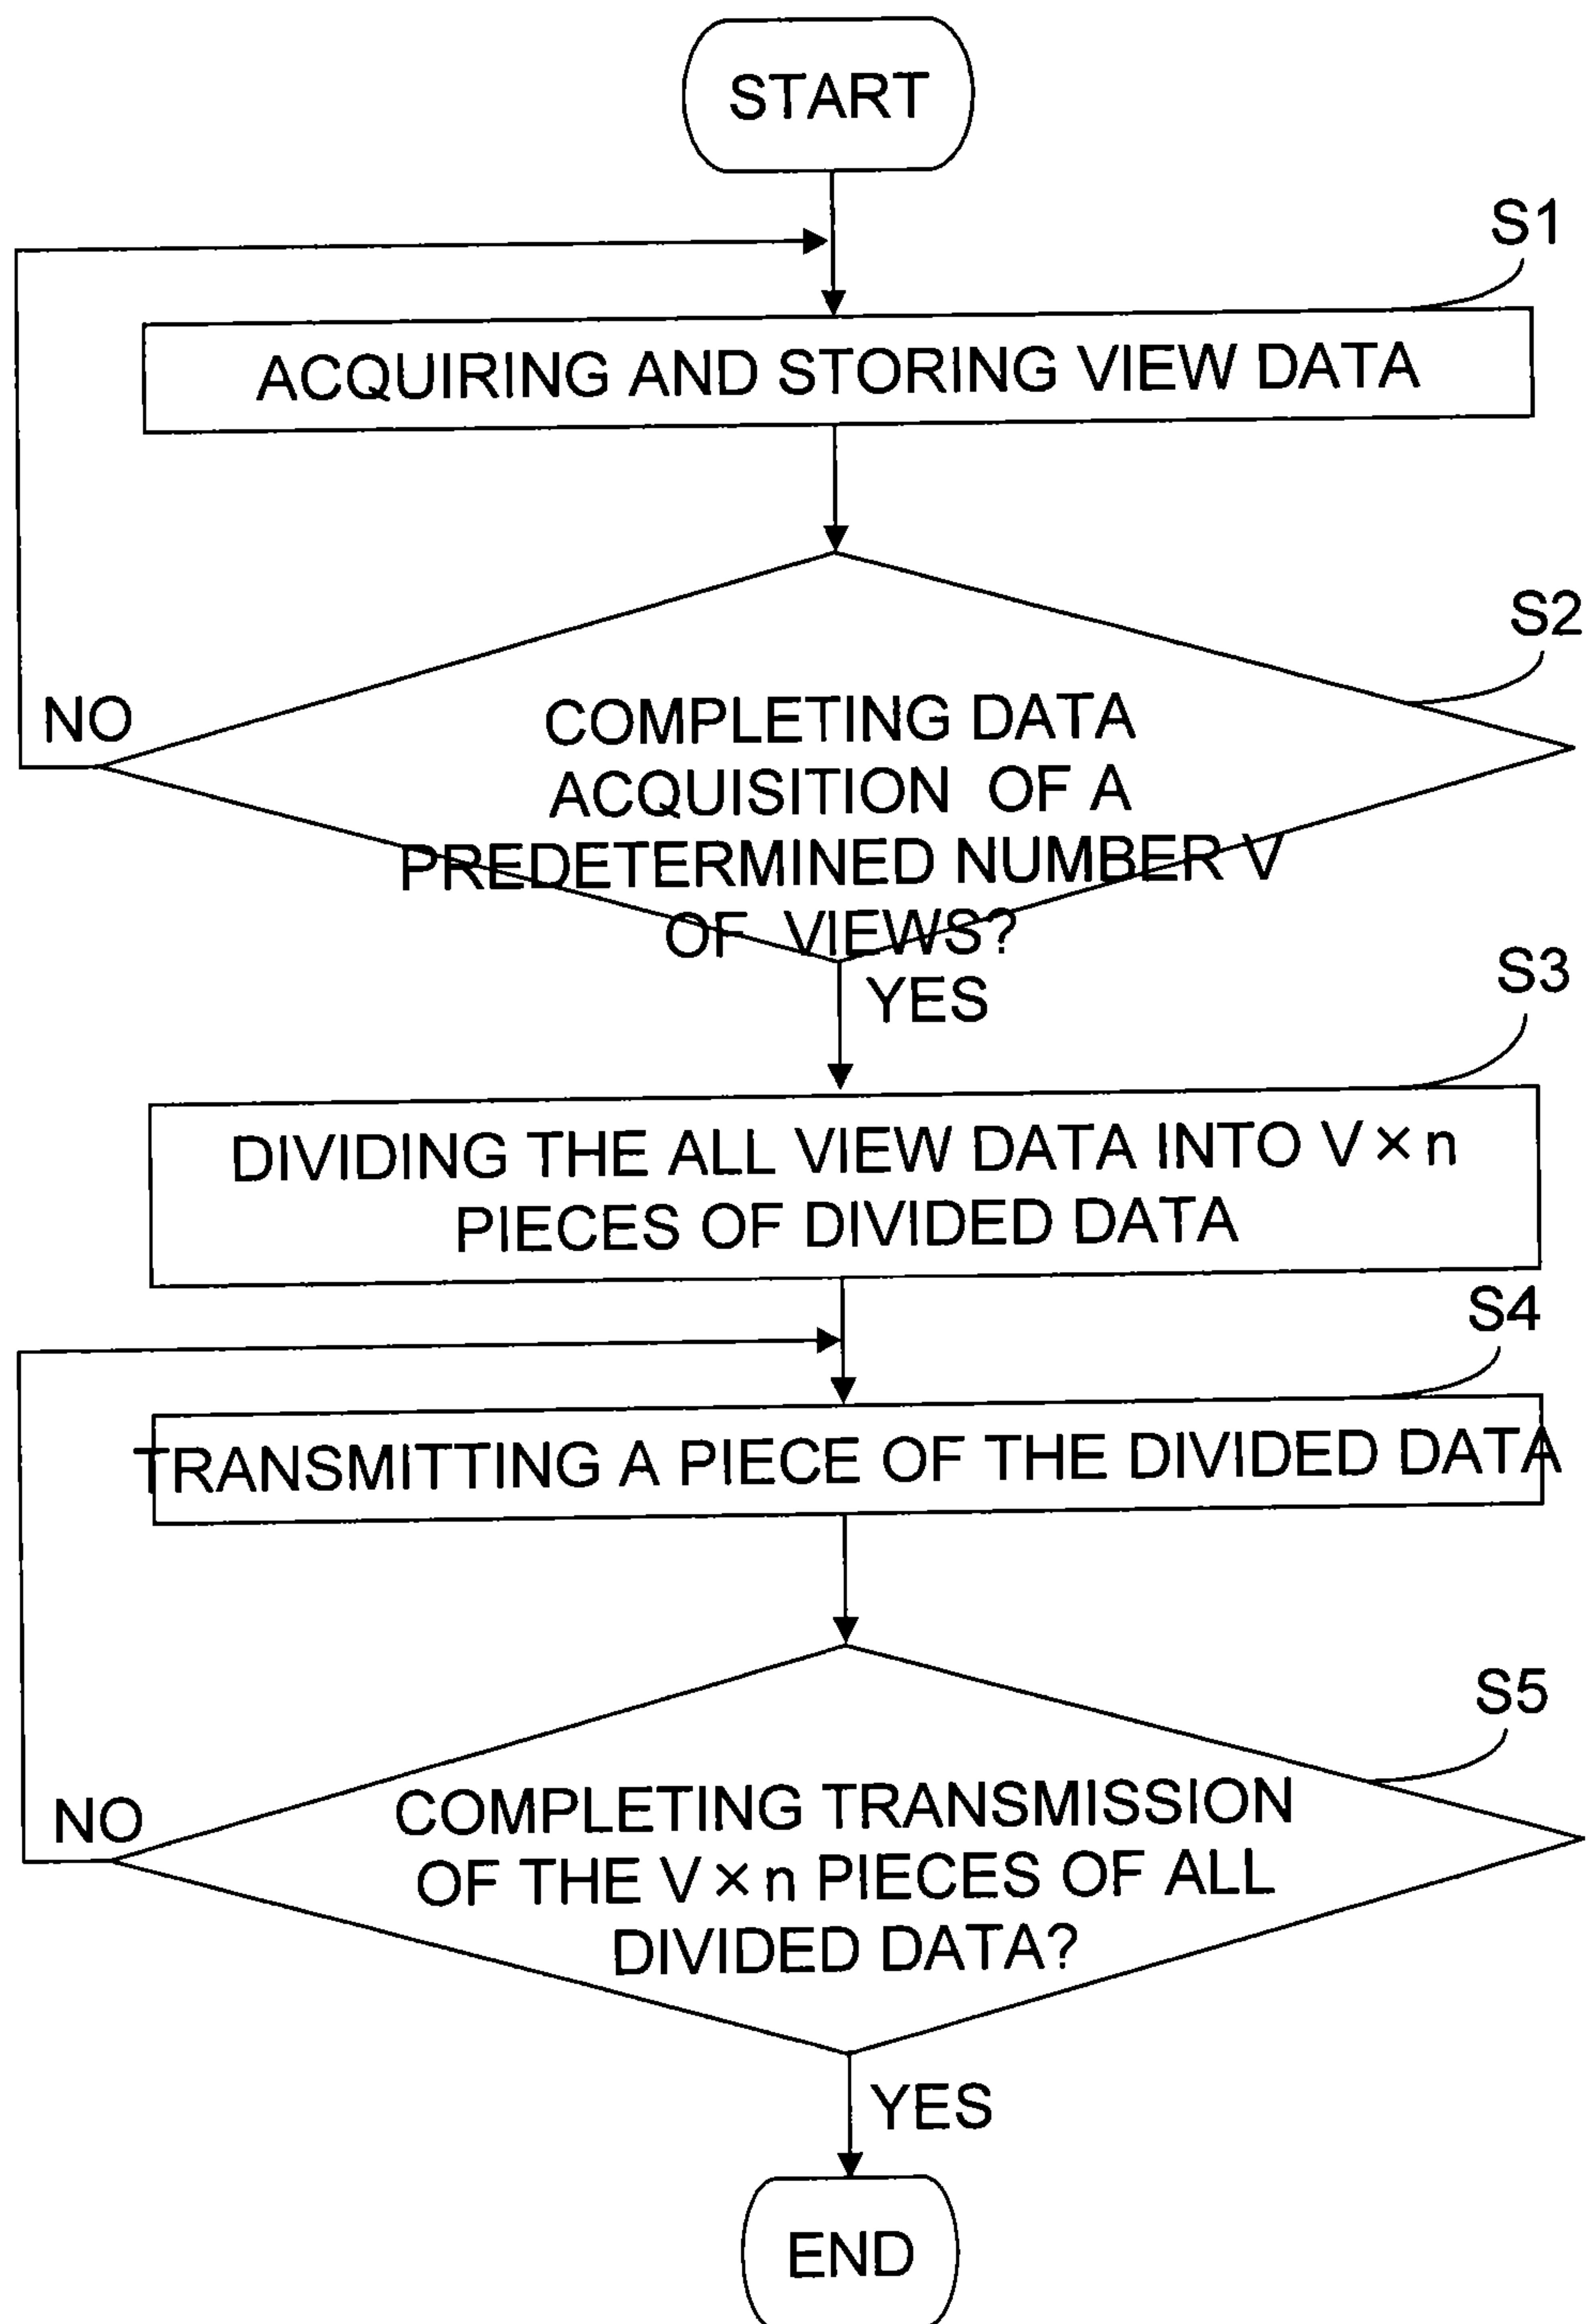 START
S1
ACQUIRING AND STORING VIEW DATA
S2
NO
COMPLETING DATA
ACQUISITION OF A
PREDETERMINED NUMBER V
OF VIEWS?
YES
S3
DIVIDING THE ALL VIEW DATA INTO V × n
PIECES OF DIVIDED DATA
S4
TRANSMITTING A PIECE OF THE DIVIDED DATA
S5
NO
COMPLETING TRANSMISSION
OF THE V × n PIECES OF ALL
DIVIDED DATA?
YES
END